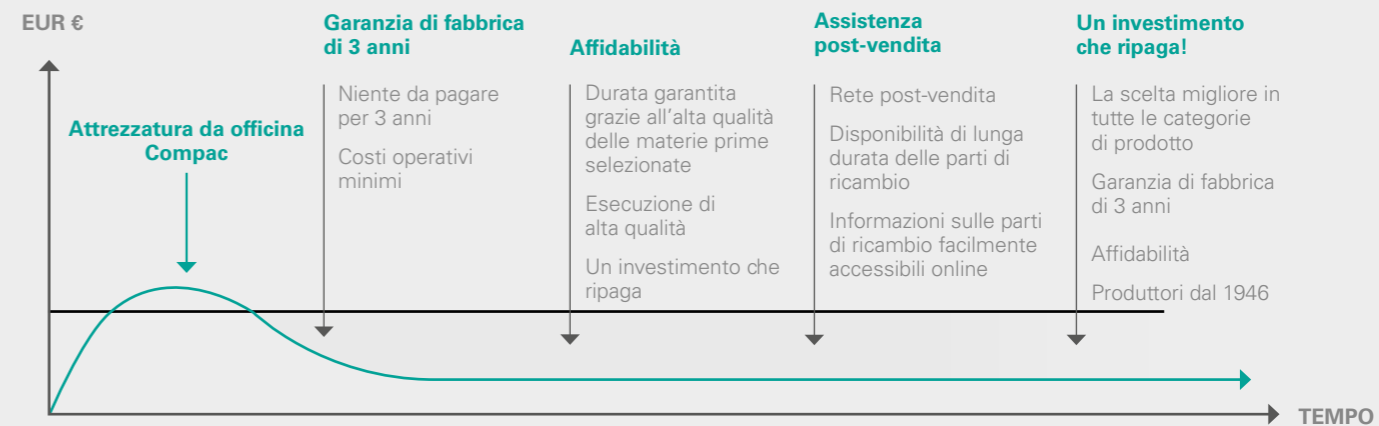 EUR €
Attrezzatura da officina
Compac
Garanzia di fabbrica
di 3 anni
Niente da pagare
per 3 anni
Costi operativi
minimi
Affidabilità
Durata garantita
grazie all'alta qualità
delle materie prime
selezionate
Esecuzione di
alta qualità
Un investimento che
ripaga
Assistenza
post-vendita
Rete post-vendita
Disponibilità di lunga
durata delle parti di
ricambio
Informazioni sulle parti
di ricambio facilmente
accessibili online
Un investimento
che ripaga!
La scelta migliore in
tutte le categorie
di prodotto
Garanzia di fabbrica
di 3 anni
Affidabilità
Produttori dal 1946
TEMPO